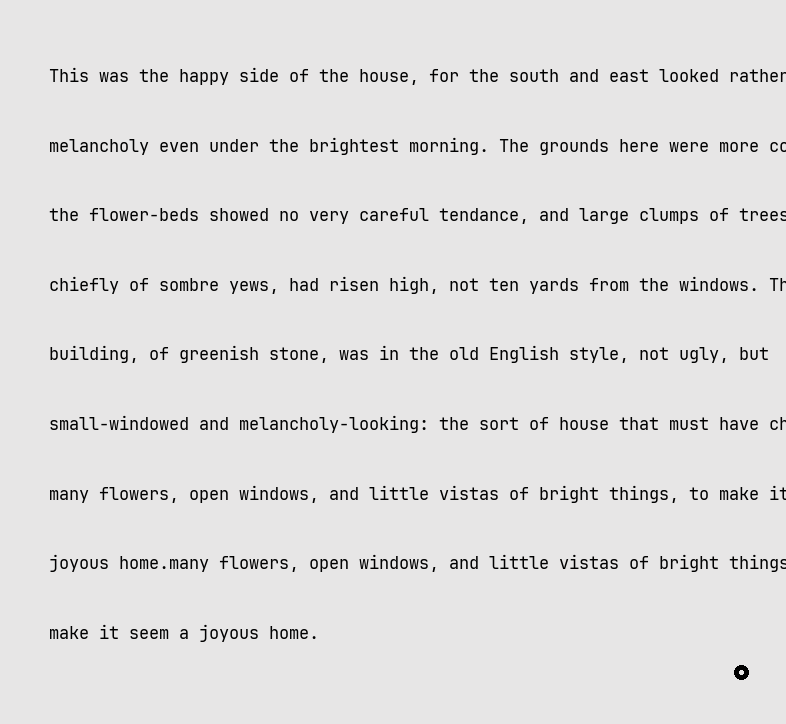 This was the happy side of the house, for the south and east looked rather
melancholy even under the brightest morning. The grounds here were more
the flower-beds showed no very careful tendance, and large clumps of trees
chiefly of sombre yews, had risen high, not ten yards from the windows.
building, of greenish stone, was in the old English style, not ugly, but
small-windowed and melancholy-looking: the sort of house that must have
many flowers, open windows, and little vistas of bright things, to make it
joyous home.many flowers, open windows, and little vistas of bright things
make it seem a joyous home.